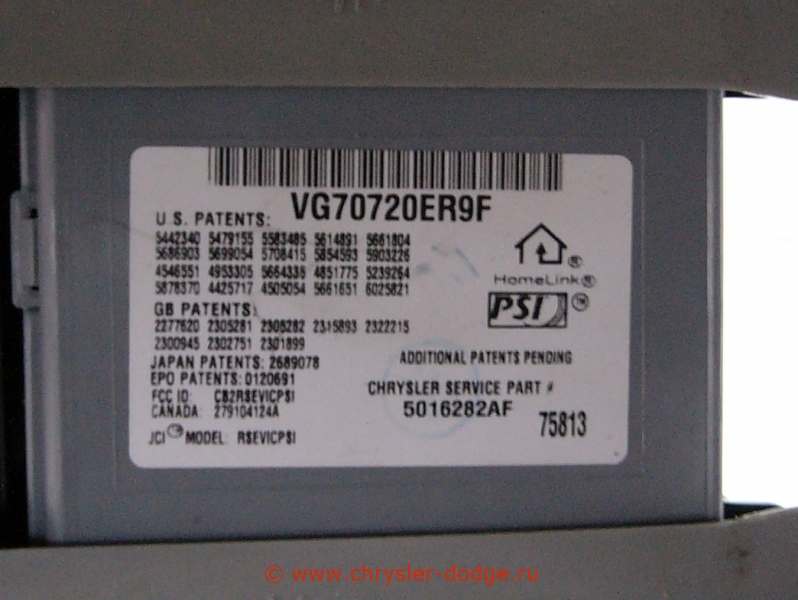 VG70720ER9F
U S. PATENTS:
5442340 5479155 5583485 5614891 5661804
5686903 5699054 5708415 5854593 5903226
4546551 4953305 5664335 4851775 5239264
5878370 4425717 4505054 5661651 6025821
HomeLink®
PSI
GB PATENTS:
2277620 2305281 2305282 2315893 2322215
2300945 2302751 2301899
JAPAN PATENTS: 2689078
EPO PATENTS: 0120691
FCC ID: CB2RSEVICPSI
CANADA: 279104124A
JCI MODEL: RSEVICPSI
ADDITIONAL PATENTS PENDING
CHRYSLER SERVICE PART #
5016282AF
75813
© www.chrysler-dodge.ru